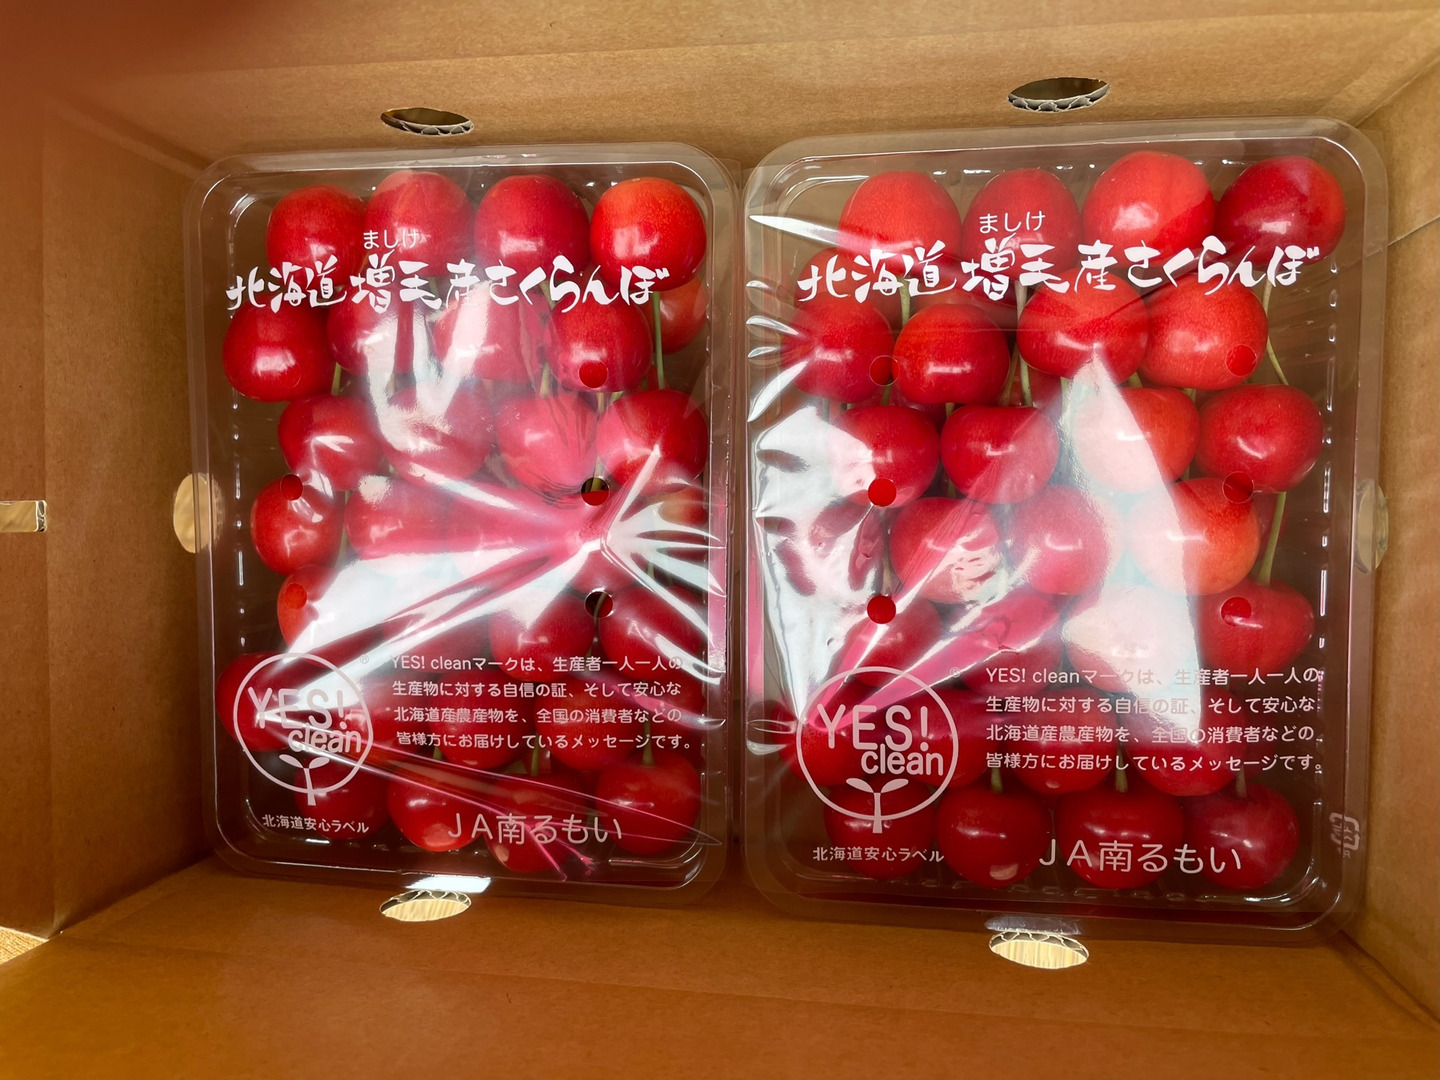 ましけ
北海道増毛産さくらんぼ
YES! clean
®
YES! cleanマークは、生産者一人一人の
生産物に対する自信の証、そして安心な
北海道産農産物を、全国の消費者などの
皆様方にお届けしているメッセージです。
北海道安心ラベル
JA南るもい
ましけ
北海道増毛産さくらんぼ
YES! clean
®
YES! cleanマークは、生産者一人一人の
生産物に対する自信の証、そして安心な
北海道産農産物を、全国の消費者などの
皆様方にお届けしているメッセージです。
北海道安心ラベル
JA南るもい